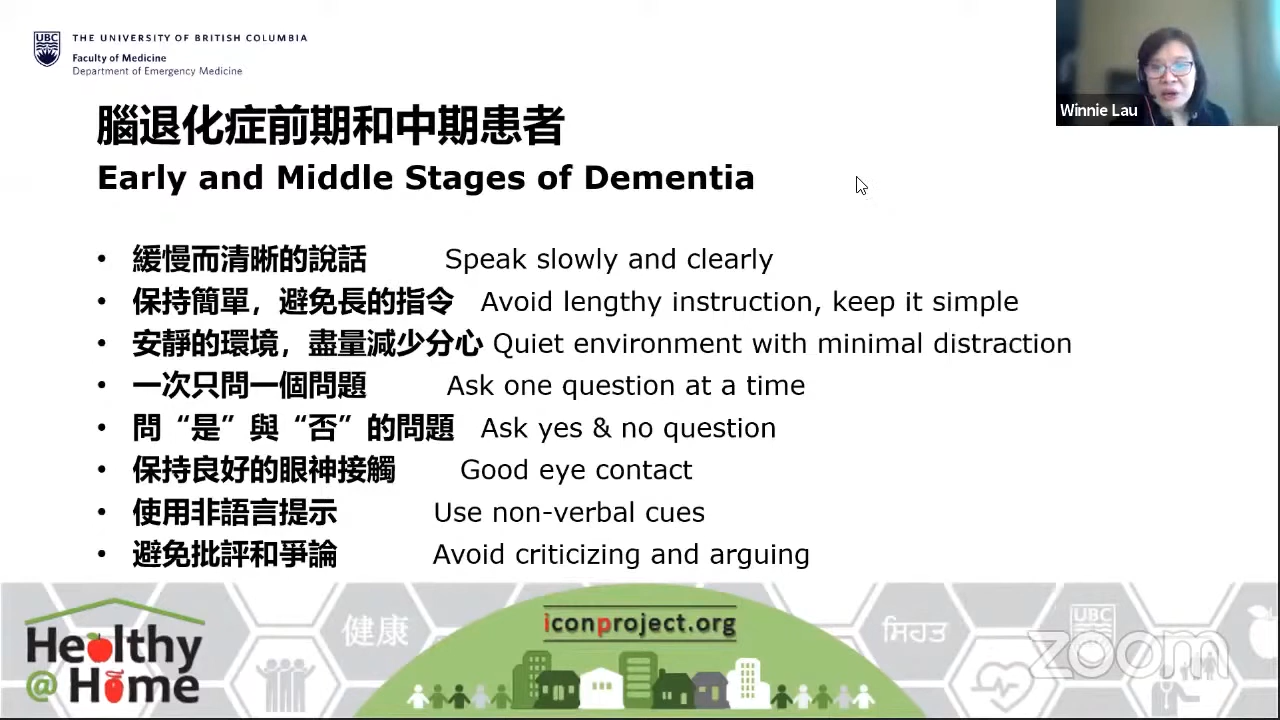 UBC
THE UNIVERSITY OF BRITISH COLUMBIA
Faculty of Medicine
Department of Emergency Medicine
Winnie Lau
腦退化症前期和中期患者
Early and Middle Stages of Dementia
• 緩慢而清晰的說話 Speak slowly and clearly
• 保持簡單，避免長的指令 Avoid lengthy instruction, keep it simple
• 安靜的環境，盡量減少分心 Quiet environment with minimal distraction
• 一次只問一個問題 Ask one question at a time
• 問“是”與“否”的問題 Ask yes & no question
• 保持良好的眼神接觸 Good eye contact
• 使用非語言提示 Use non-verbal cues
• 避免批評和爭論 Avoid criticizing and arguing
Healthy
@ Home
健康
iconproject.org
ਸਿਹਤ
UBC
zoom